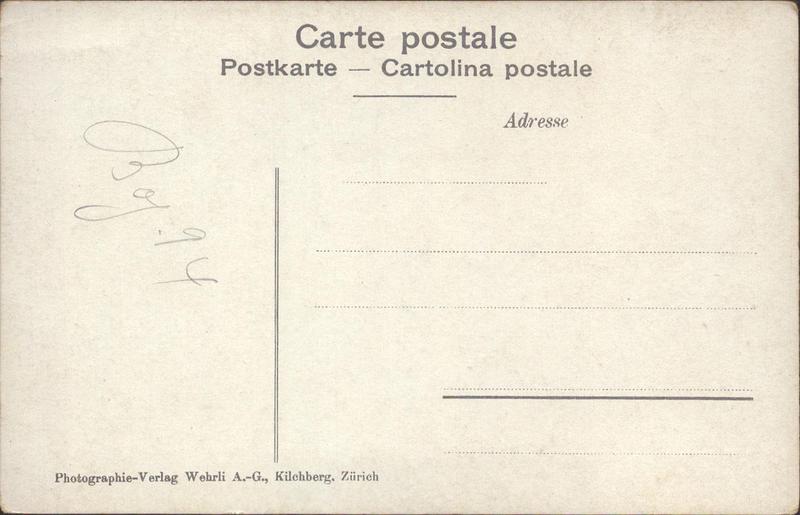 Carte postale
Postkarte — Cartolina postale
Adresse
Photographie-Verlag Wehrli A.-G., Kilchberg. Zürich